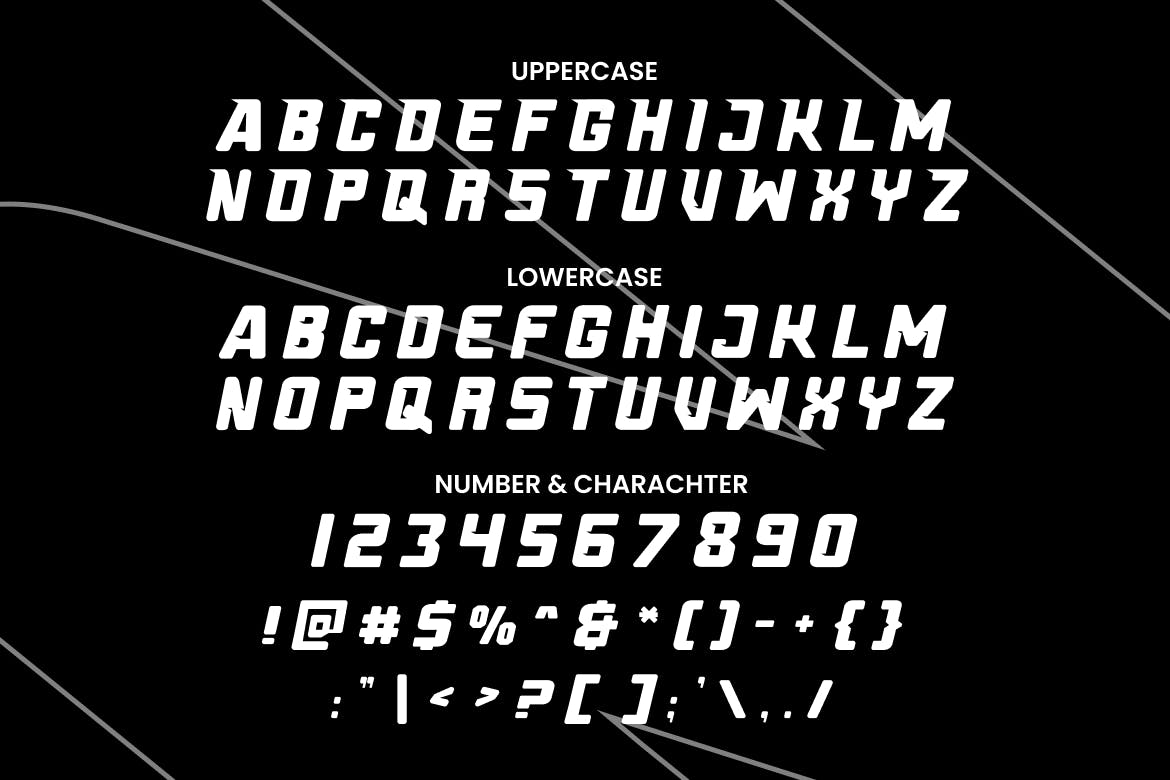 UPPERCASE
ABCDEFGHIJKLM
NOPQRSTUVWXYZ
LOWERCASE
ABCDEFGHIJKLM
NOPQRSTUVWXYZ
NUMBER & CHARACHTER
1234567890
!@#$%^&*()-+{}
:"|<>?[];'\,./